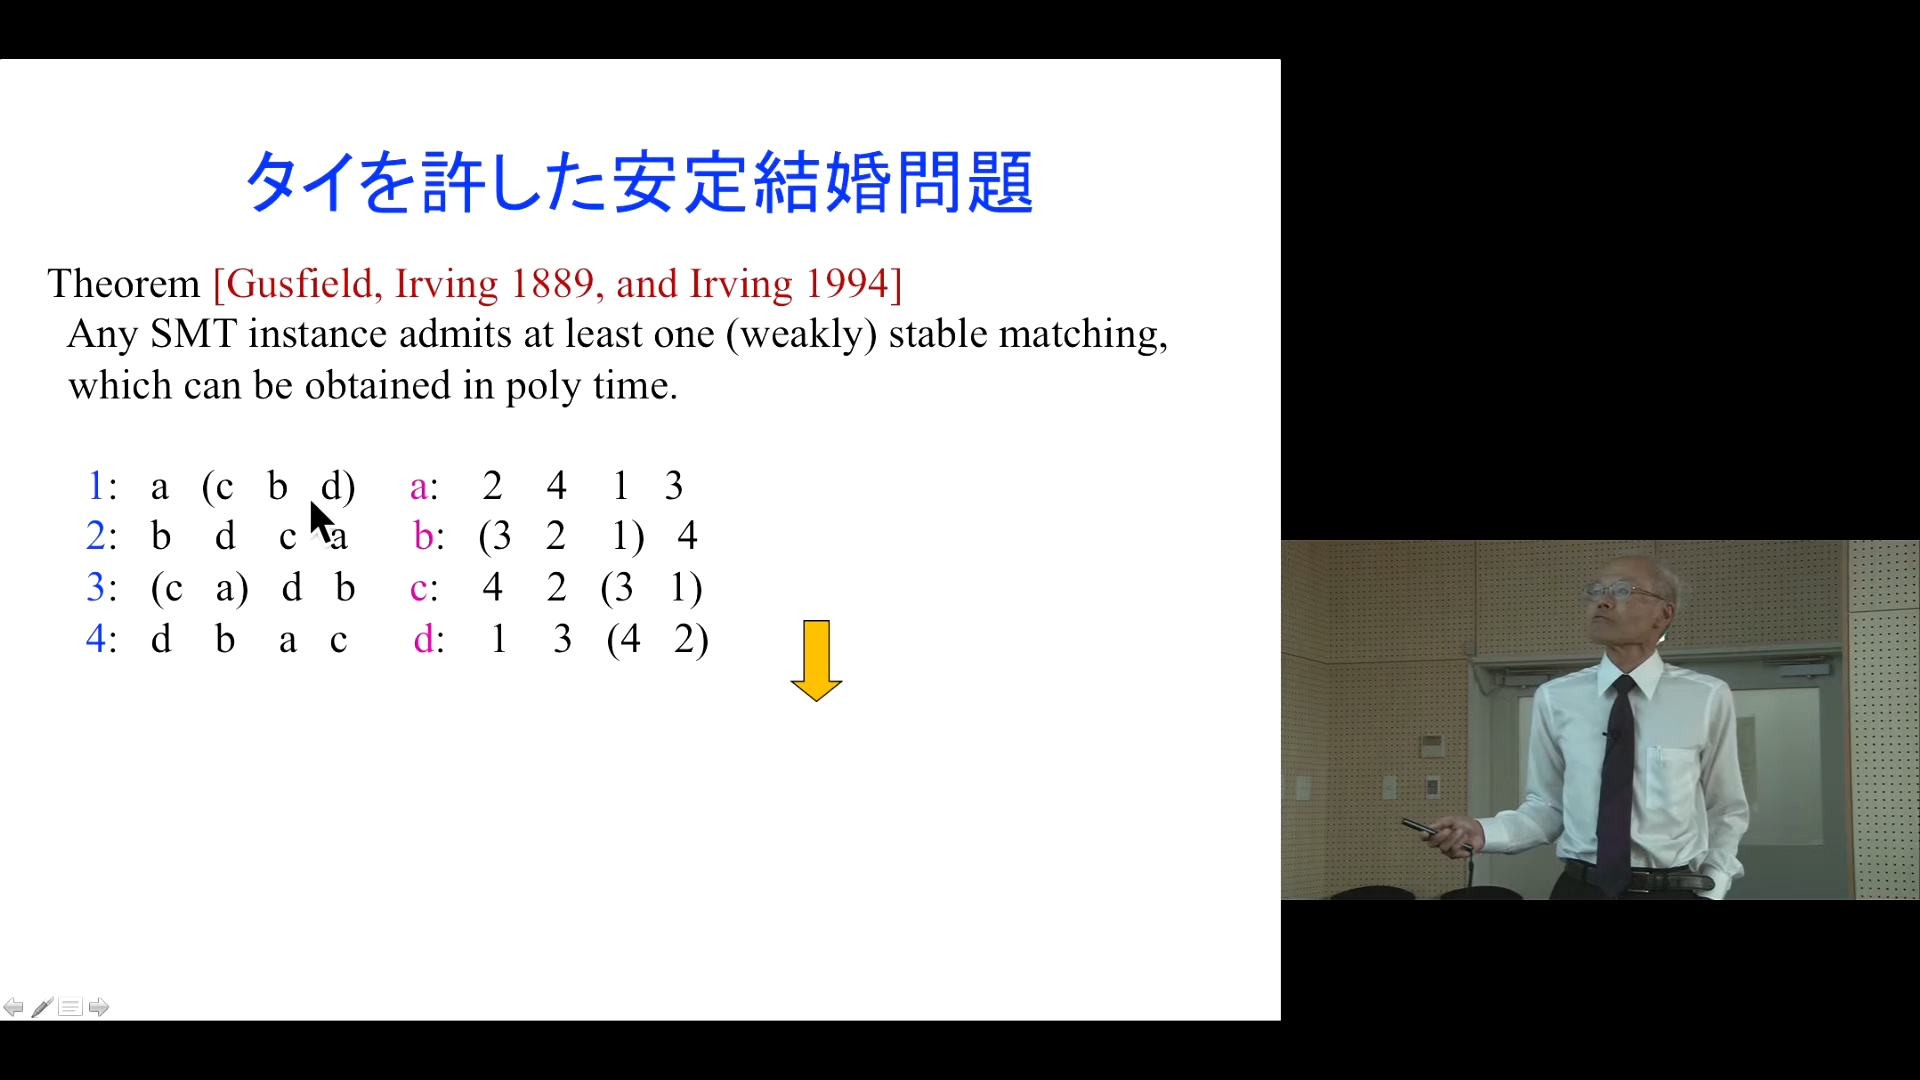 タイを許した安定結婚問題
Theorem [Gusfield, Irving 1889, and Irving 1994]
Any SMT instance admits at least one (weakly) stable matching,
which can be obtained in poly time.
1: a (c b d) a: 2 4 1 3
2: b d c a b: (3 2 1) 4
3: (c a) d b c: 4 2 (3 1)
4: d b a c d: 1 3 (4 2)